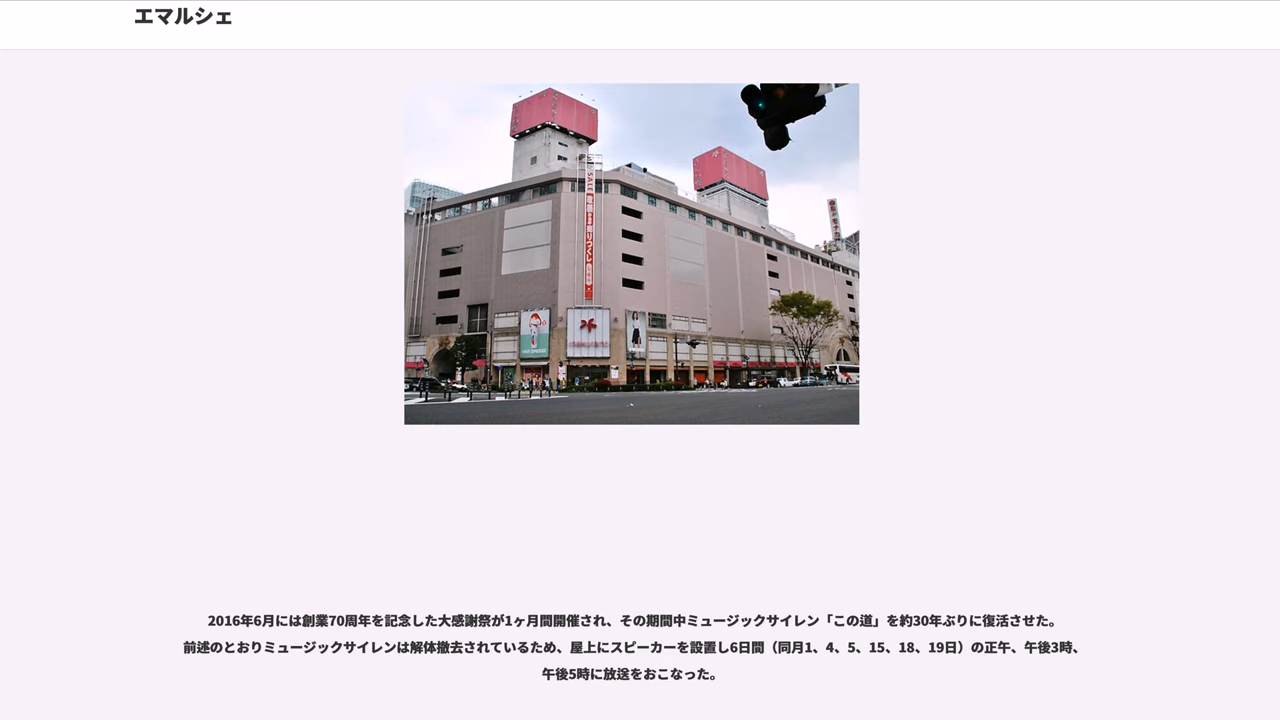 エマルシェ
SALE
売りつくし
2016年6月には創業70周年を記念した大感謝祭が1ヶ月間開催され、その期間中ミュージックサイレン「この道」を約30年ぶりに復活させた。
前述のとおりミュージックサイレンは解体撤去されているため、屋上にスピーカーを設置し6日間（同月1、4、5、15、18、19日）の正午、午後3時、
午後5時に放送をおこなった。